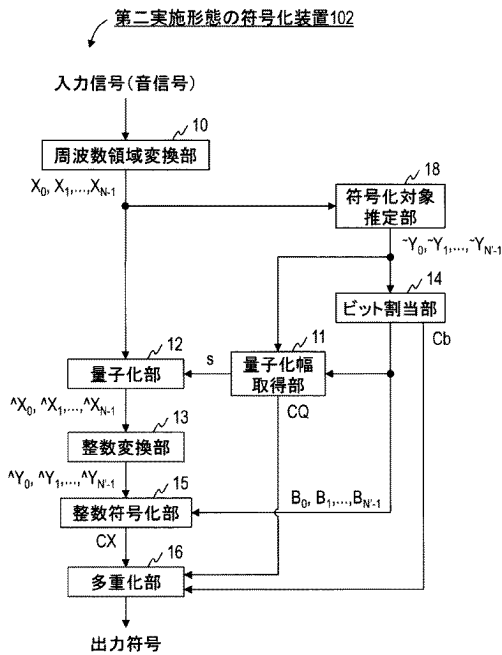 第二実施形態の符号化装置102
入力信号(音信号)
10
周波数領域変換部
X0, X1,...,XN-1
18
符号化対象
推定部
~Y0,~Y1,...,~YN'-1
14
ビット割当部
Cb
11
量子化幅
取得部
CQ
s
12
量子化部
^X0, ^X1,...,^XN-1
13
整数変換部
^Y0, ^Y1,...,^YN'-1
15
整数符号化部
B0, B1,...,BN'-1
CX
16
多重化部
出力符号